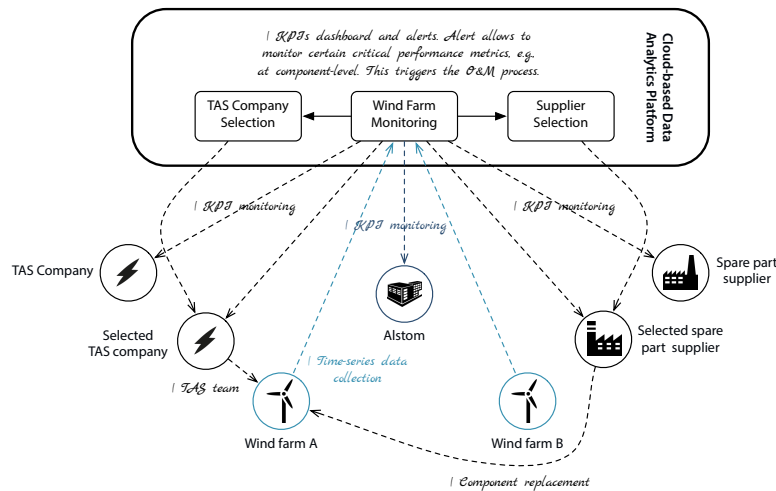 | KPIs dashboard and alerts. Alert allows to
monitor certain critical performance metrics, e.g.,
at component-level. This triggers the O&M process.
Cloud-based Data
Analytics Platform
TAS Company
Selection
Wind Farm
Monitoring
Supplier
Selection
| KPI monitoring
| KPI monitoring
| KPI monitoring
TAS Company
Spare part
supplier
Alstom
Selected
TAS company
Selected spare
part supplier
| Time-series data
collection
| TAS team
Wind farm A
Wind farm B
| Component replacement